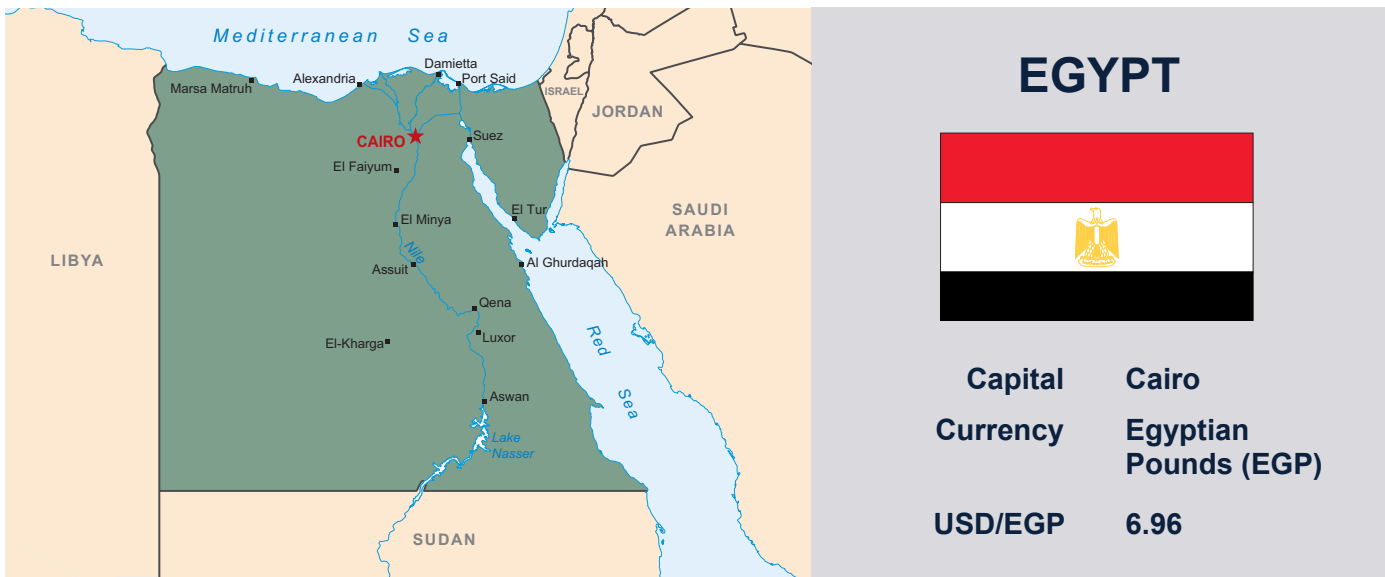 Mediterranean Sea
Damietta
Alexandria
Port Said
Marsa Matruh
ISRAEL
JORDAN
CAIRO
Suez
El Faiyum
SAUDI
ARABIA
El Tur
El Minya
Nile
LIBYA
Assuit
Al Ghurdaqah
Qena
Luxor
El-Kharga
Red Sea
Aswan
Lake
Nasser
SUDAN
EGYPT
Capital Cairo
Currency Egyptian
Pounds (EGP)
USD/EGP 6.96